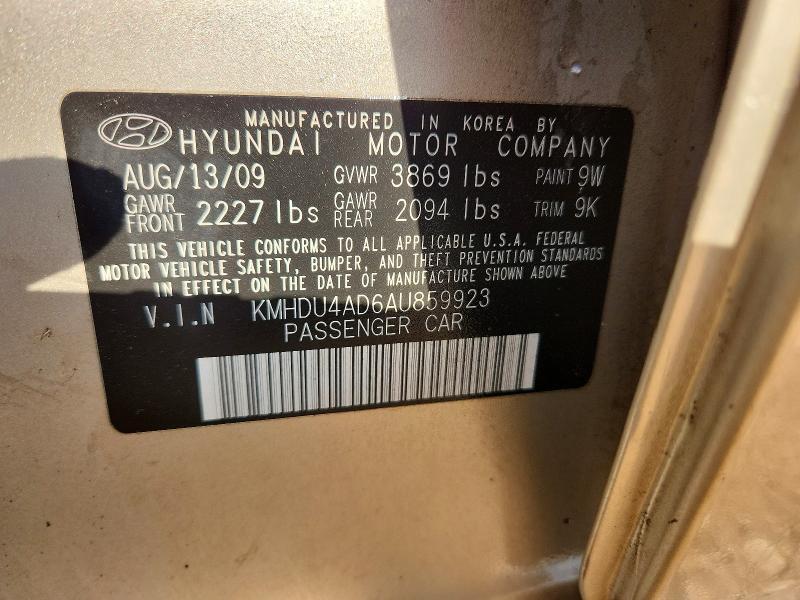 MANUFACTURED IN KOREA BY
HYUNDAI MOTOR COMPANY
AUG/13/09 GVWR 3869 lbs PAINT 9W
GAWR FRONT 2227 lbs GAWR REAR 2094 lbs TRIM 9K
THIS VEHICLE CONFORMS TO ALL APPLICABLE U.S.A. FEDERAL
MOTOR VEHICLE SAFETY, BUMPER, AND THEFT PREVENTION STANDARDS
IN EFFECT ON THE DATE OF MANUFACTURE SHOWN ABOVE
V.I.N KMHDU4AD6AU859923
PASSENGER CAR